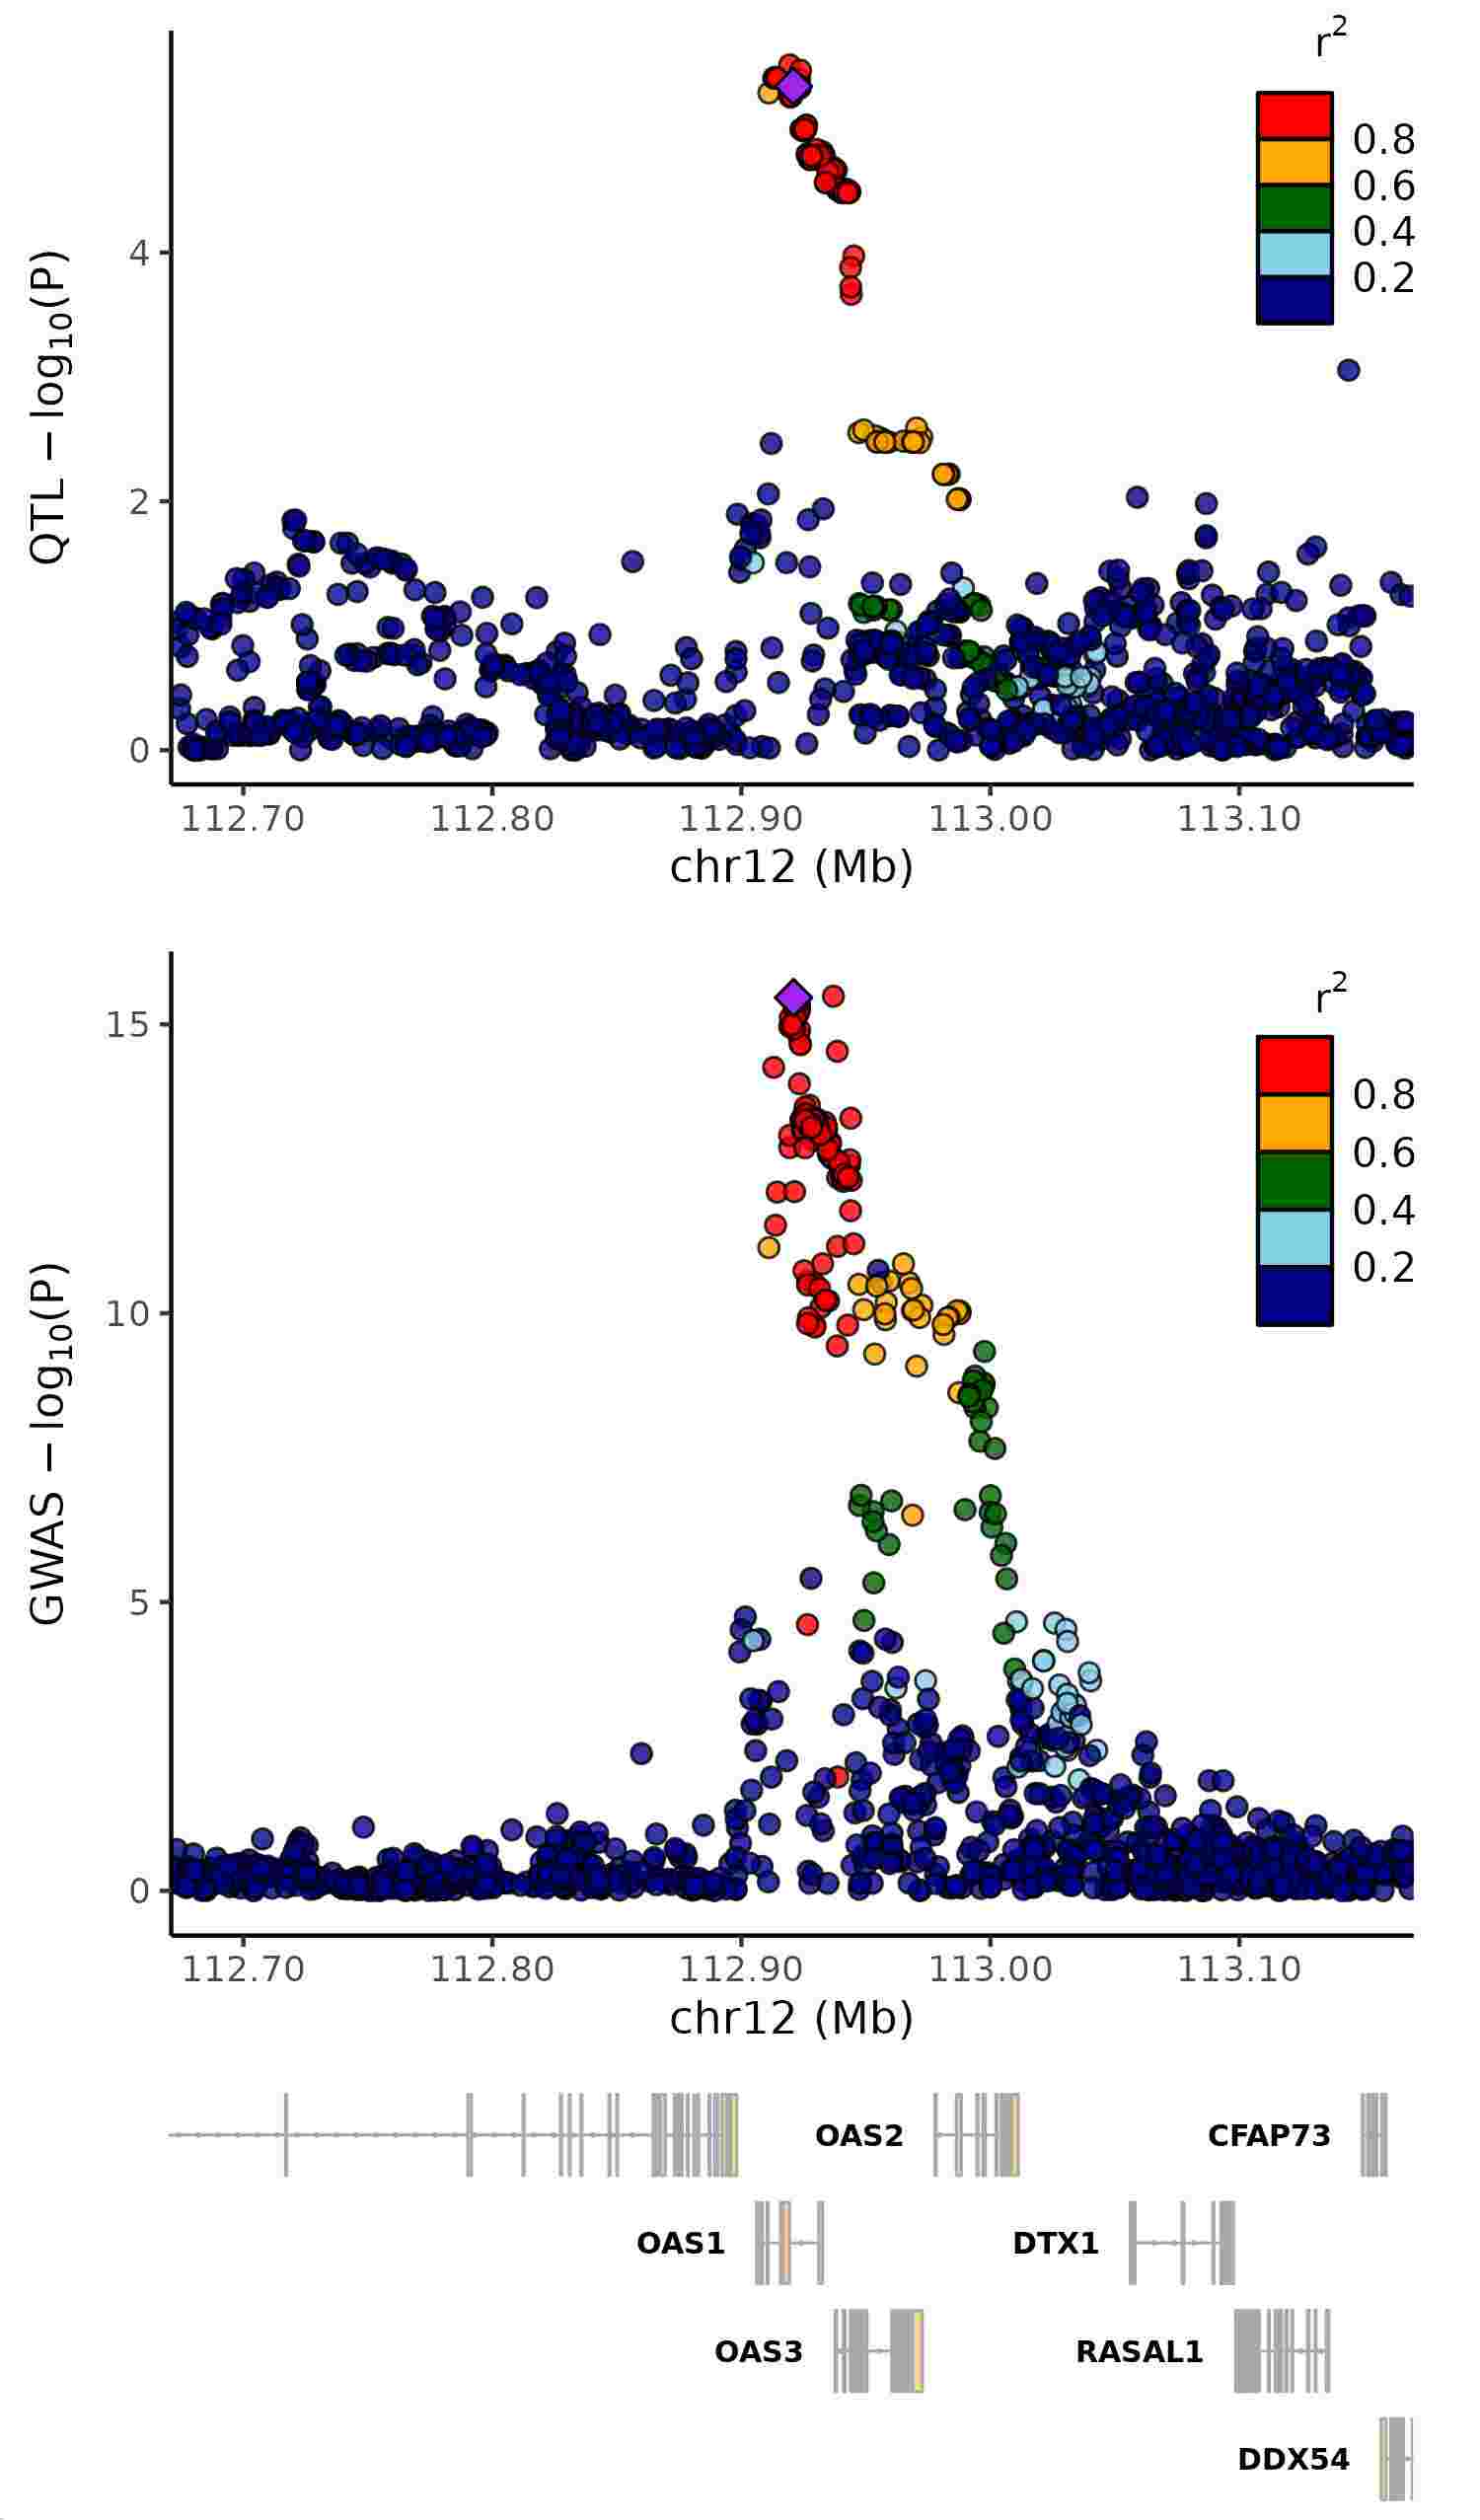 r²
0.8
0.6
0.4
0.2
QTL − log₁₀(P)
4
2
0
112.70 112.80 112.90 113.00 113.10
chr12 (Mb)
r²
0.8
0.6
0.4
0.2
GWAS − log₁₀(P)
15
10
5
0
112.70 112.80 112.90 113.00 113.10
chr12 (Mb)
OAS2 CFAP73
OAS1 DTX1
OAS3 RASAL1
DDX54